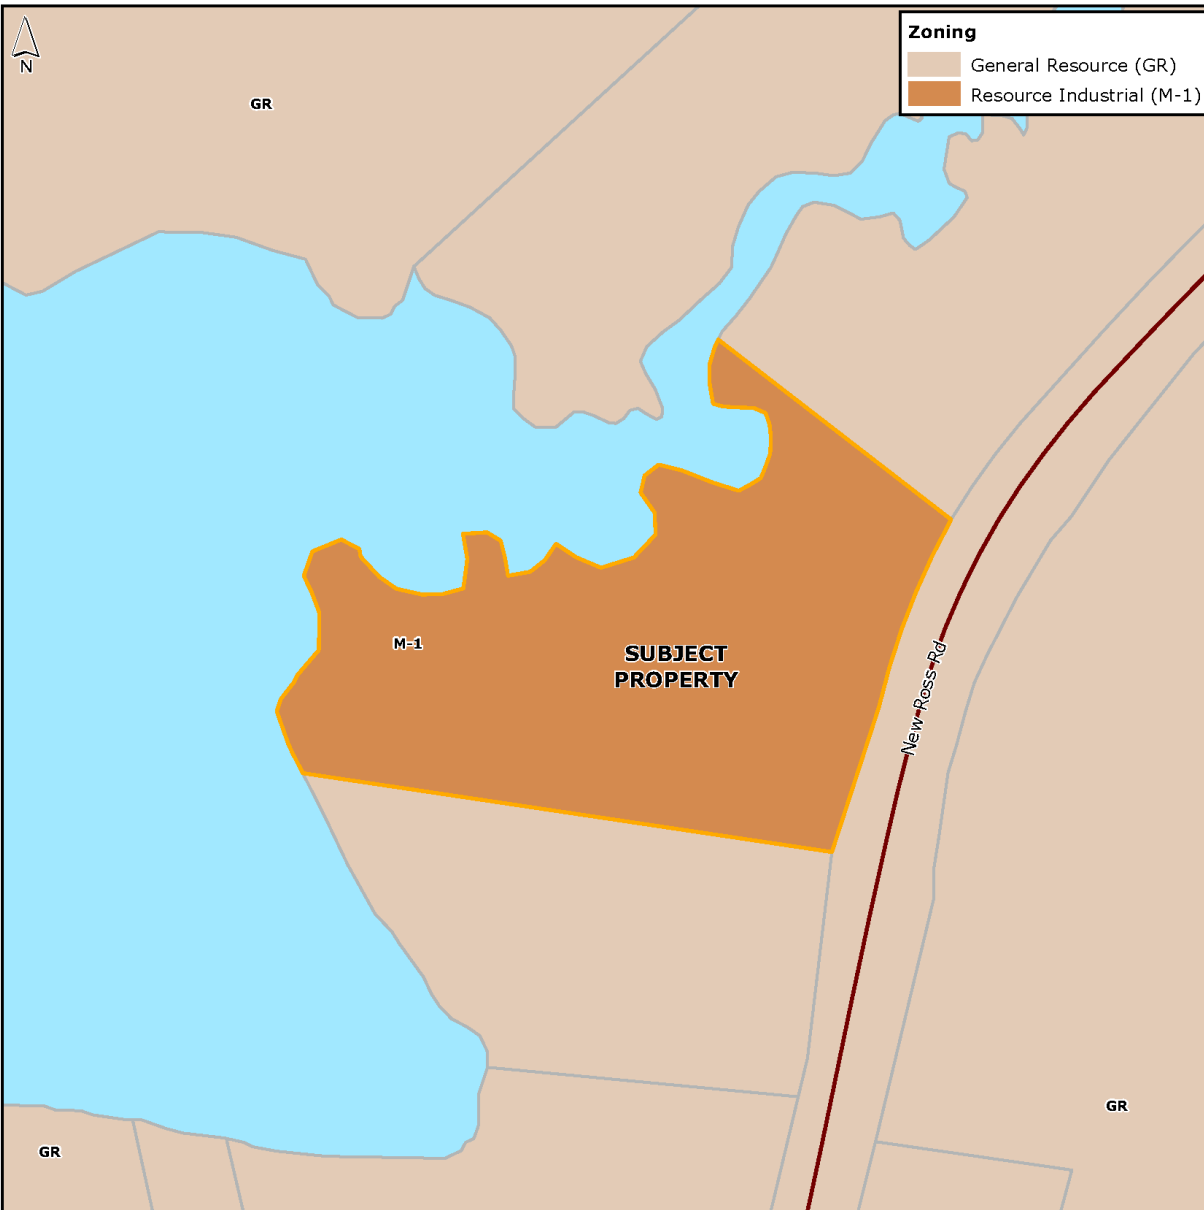 Zoning
General Resource (GR)
Resource Industrial (M-1)
N
GR
M-1
SUBJECT
PROPERTY
New Ross Rd
GR
GR